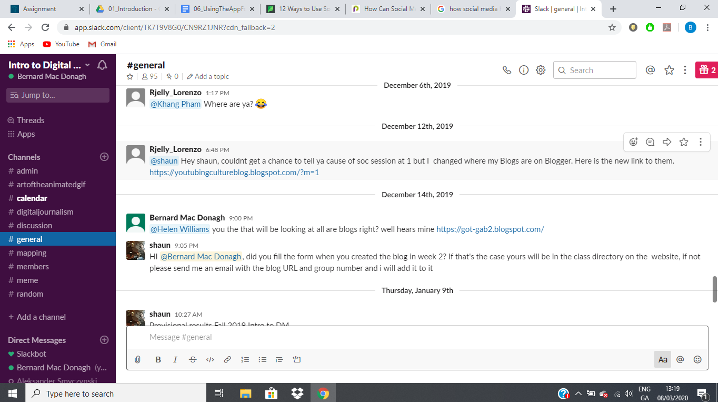 Assignment
01_Introduction -
06_UsingTheAppF
12 Ways to Use Sc
How Can Social M
how social media
Slack | general | In
app.slack.com/client/TKT19V8G0/CN9RZ1JNR?cdn_fallback=2
B
Apps YouTube Gmail
Intro to Digital ...
Bernard Mac Donagh
Jump to...
Threads
Apps
Channels
# admin
# artoftheanimatedgif
# calendar
# digitaljournalism
# discussion
# general
# mapping
# members
# meme
# random
+ Add a channel
Direct Messages
Slackbot
Bernard Mac Donagh (y...
Aleksander Smyczynski
#general
95 | 0 | Add a topic
Search
2
December 6th, 2019
Rjelly_Lorenzo 1:17 PM
@Khang Pham Where are ya?😂
December 12th, 2019
Rjelly_Lorenzo 6:48 PM
@shaun Hey shaun, couldnt get a chance to tell ya cause of soc session at 1 but I changed where my Blogs are on Blogger. Here is the new link to them.
https://youtubingcultureblog.blogspot.com/?m=1
December 14th, 2019
Bernard Mac Donagh 9:00 PM
@Helen Williams you the that will be looking at all are blogs right? well hears mine https://got-gab2.blogspot.com/
shaun 9:05 PM
Hi @Bernard Mac Donagh , did you fill the form when you created the blog in week 2? If that's the case yours will be in the class directory on the website, if not
please send me an email with the blog URL and group number and i will add it to it
Thursday, January 9th
shaun 10:27 AM
Provisional results Fall 2019 Intro to DM
Message #general
B I
Aa @
Type here to search
ENG
GA
13:19